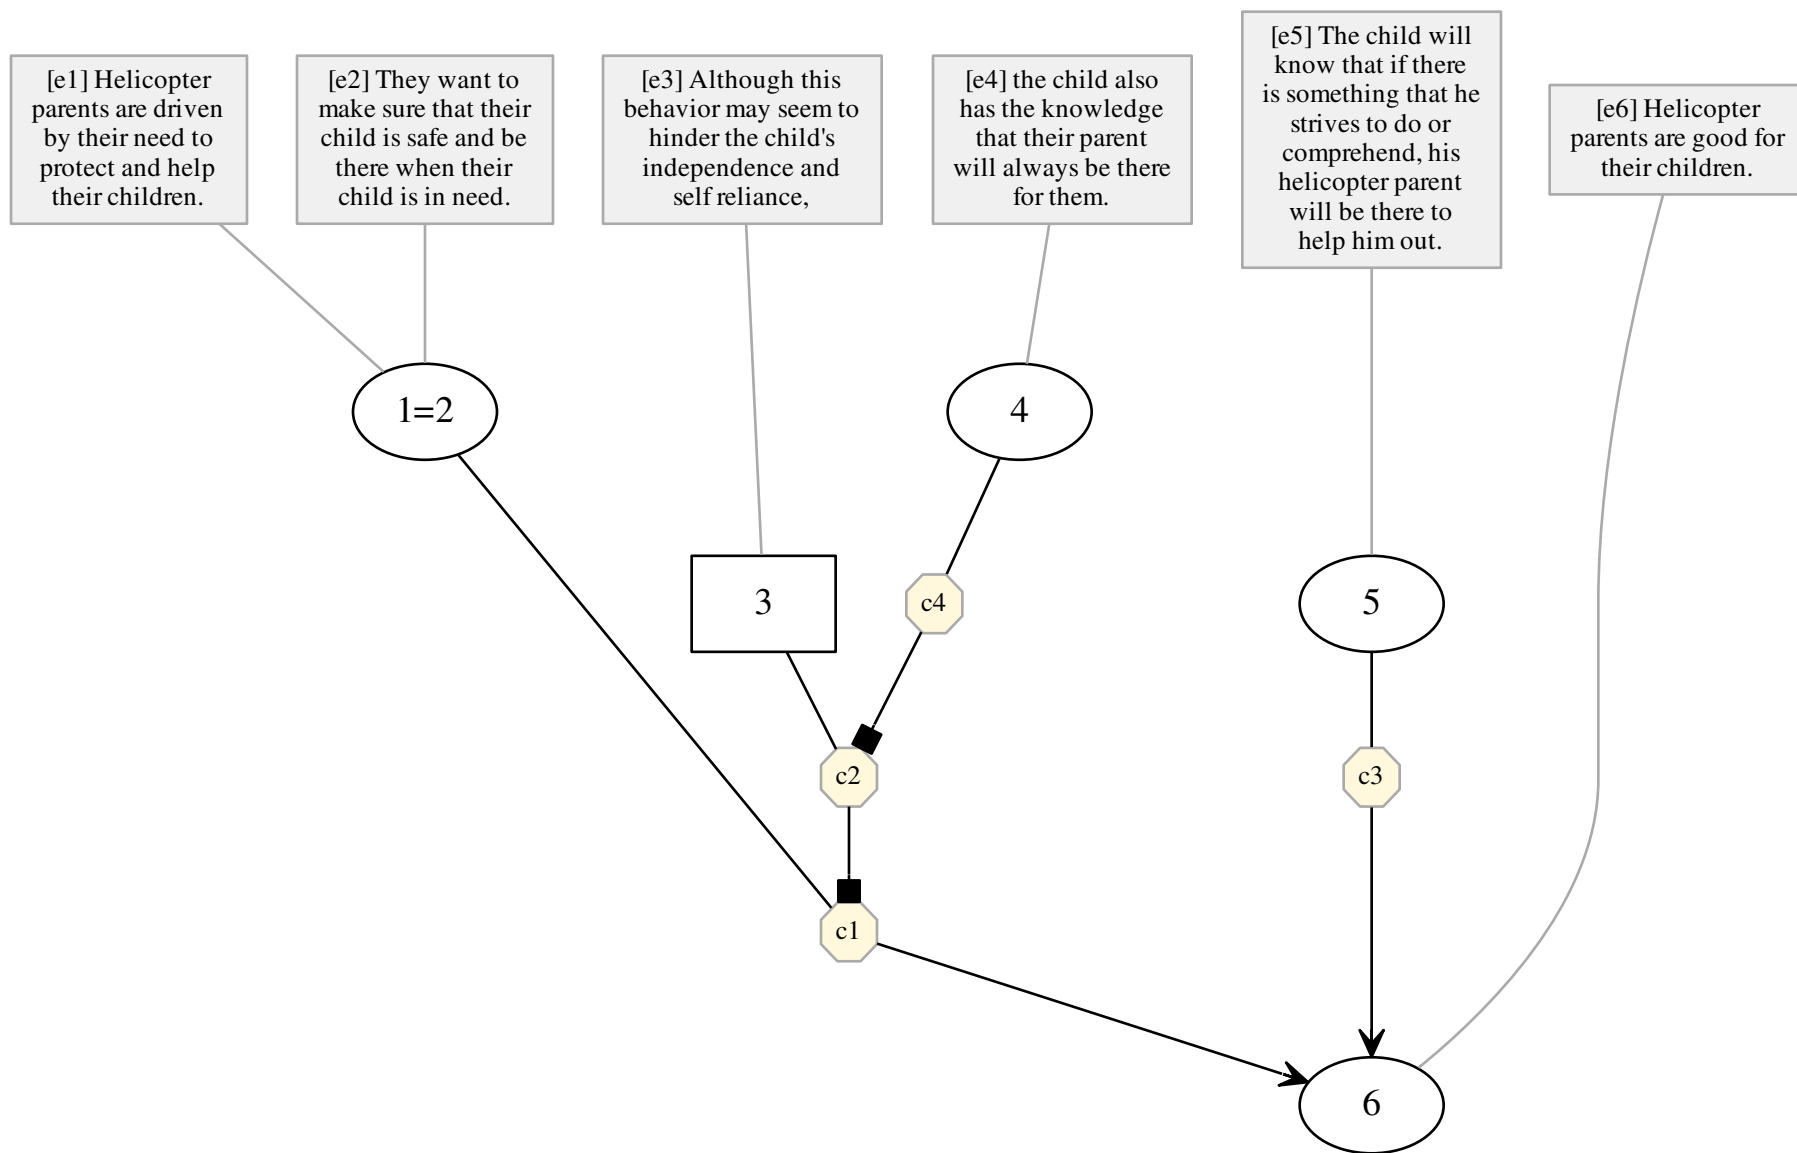 [e1] Helicopter
parents are driven
by their need to
protect and help
their children.
[e2] They want to
make sure that their
child is safe and be
there when their
child is in need.
[e3] Although this
behavior may seem to
hinder the child's
independence and
self reliance,
[e4] the child also
has the knowledge
that their parent
will always be there
for them.
[e5] The child will
know that if there
is something that he
strives to do or
comprehend, his
helicopter parent
will be there to
help him out.
[e6] Helicopter
parents are good for
their children.
1=2
4
3
c4
5
c2
c3
c1
6